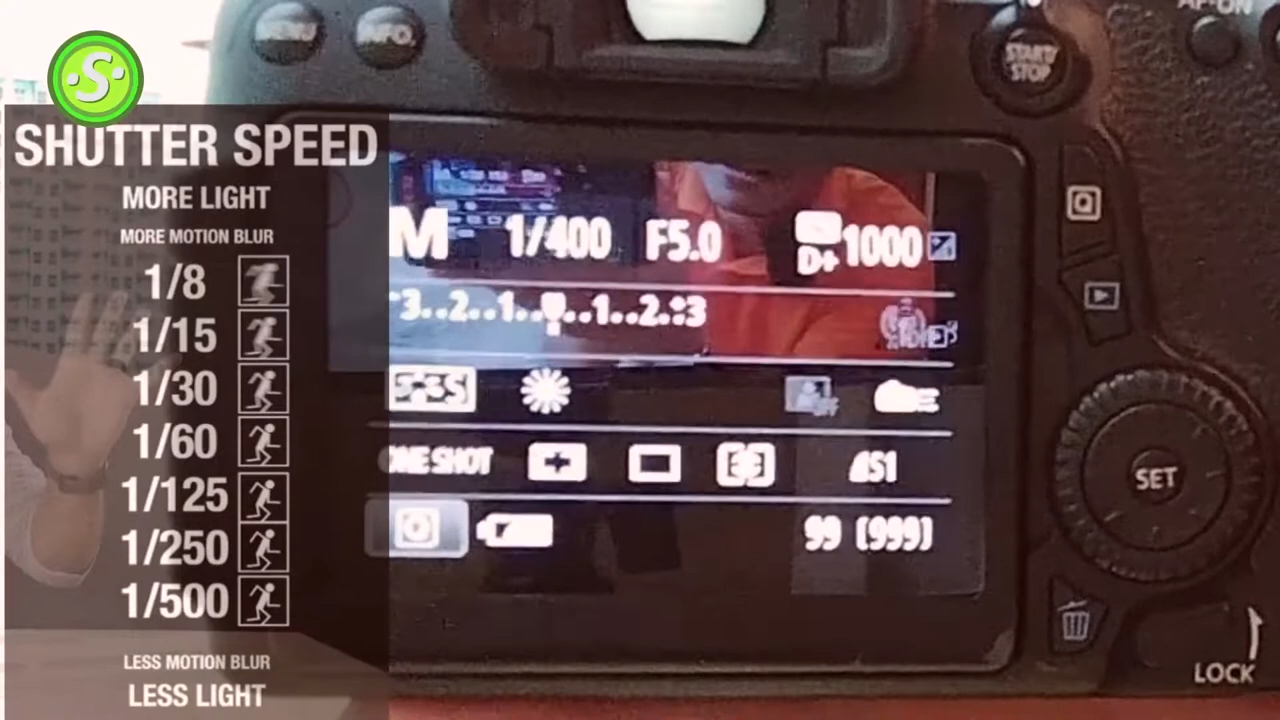 S
SHUTTER SPEED
MORE LIGHT
MORE MOTION BLUR
1/8
1/15
1/30
1/60
1/125
1/250
1/500
LESS MOTION BLUR
LESS LIGHT
INFO
AF-ON
START/
STOP
M 1/400 F5.0 D+ 1000
-3..2..1..0..1..2..+3
ONE SHOT
99 [999]
Q
SET
LOCK